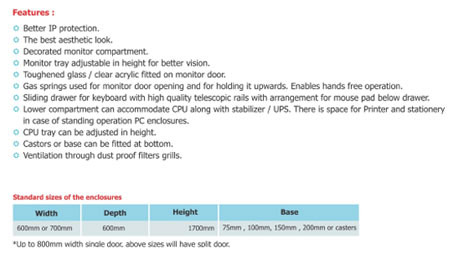 Features :
Better IP protection.
The best aesthetic look.
Decorated monitor compartment.
Monitor tray adjustable in height for better vision.
Toughened glass / clear acrylic fitted on monitor door.
Gas springs used for monitor door opening and for holding it upwards. Enables hands free operation.
Sliding drawer for keyboard with high quality telescopic rails with arrangement for mouse pad below drawer.
Lower compartment can accommodate CPU along with stabilizer / UPS. There is space for Printer and stationery
in case of standing operation PC enclosures.
CPU tray can be adjusted in height.
Castors or base can be fitted at bottom.
Ventilation through dust proof filters grills.
Standard sizes of the enclosures
Width Depth Height Base
600mm or 700mm 600mm 1700mm 75mm , 100mm, 150mm , 200mm or casters
*Up to 800mm width single door. above sizes will have split door.